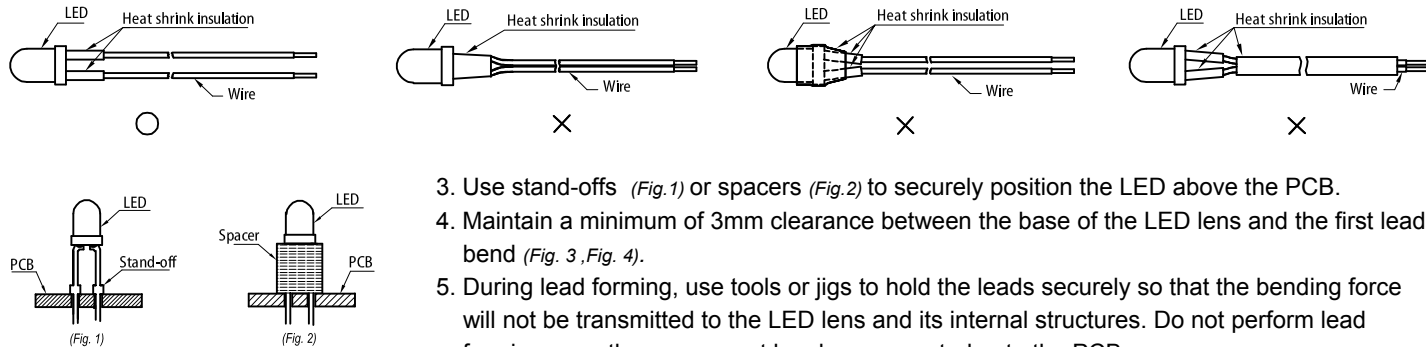 LED
Heat shrink insulation
Wire
LED
Heat shrink insulation
Wire
LED
Heat shrink insulation
Wire
LED
Heat shrink insulation
Wire
LED
PCB
Stand-off
(Fig. 1)
LED
Spacer
PCB
(Fig. 2)
3. Use stand-offs (Fig.1) or spacers (Fig.2) to securely position the LED above the PCB.
4. Maintain a minimum of 3mm clearance between the base of the LED lens and the first lead
bend (Fig. 3 ,Fig. 4).
5. During lead forming, use tools or jigs to hold the leads securely so that the bending force
will not be transmitted to the LED lens and its internal structures. Do not perform lead